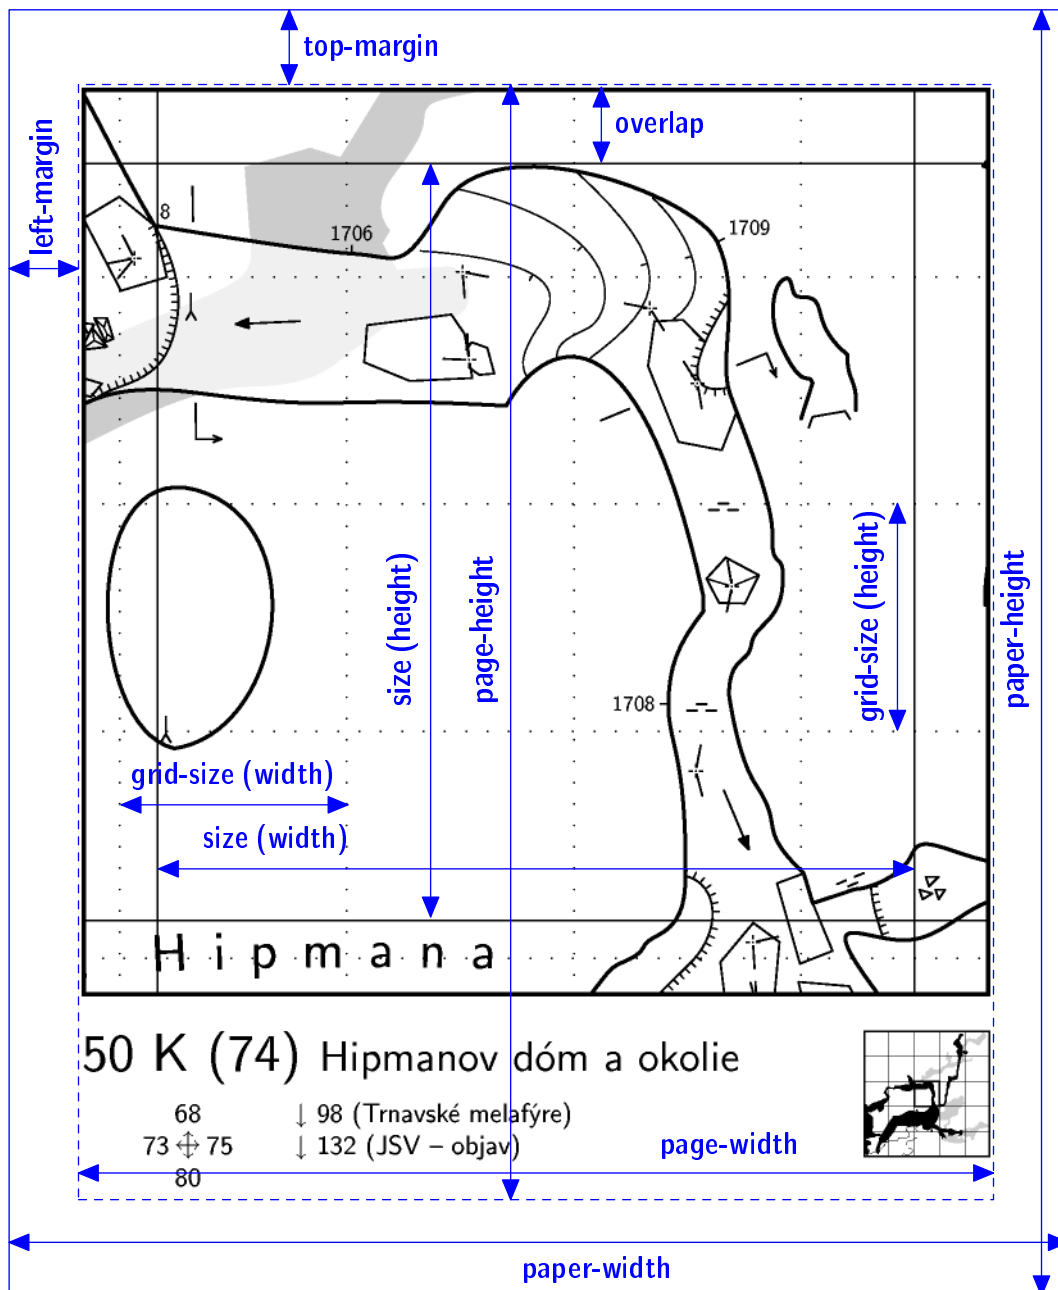 top-margin
overlap
left-margin
8
1706
1709
size (height)
page-height
grid-size (height)
paper-height
1708
grid-size (width)
size (width)
Hipmana
50 K (74) Hipmanov dóm a okolie
68
↓ 98 (Trnavské melafýre)
73 75
↓ 132 (JSV – objav)
80
page-width
paper-width